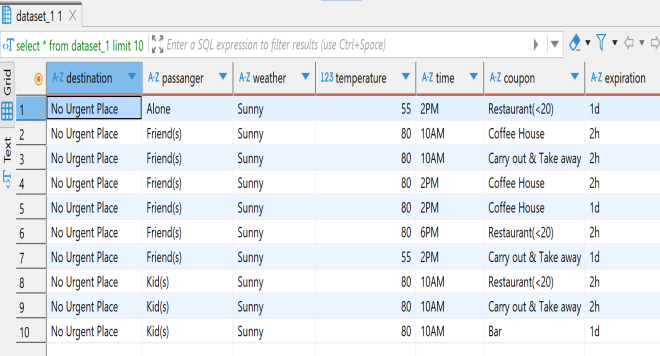 dataset_1 1
select * from dataset_1 limit 10 Enter a SQL expression to filter results (use Ctrl+Space)
Grid
Text
A-Z destination A-Z passanger A-Z weather 123 temperature A-Z time A-Z coupon A-Z expiration
1 No Urgent Place Alone Sunny 55 2PM Restaurant(<20) 1d
2 No Urgent Place Friend(s) Sunny 80 10AM Coffee House 2h
3 No Urgent Place Friend(s) Sunny 80 10AM Carry out & Take away 2h
4 No Urgent Place Friend(s) Sunny 80 2PM Coffee House 2h
5 No Urgent Place Friend(s) Sunny 80 2PM Coffee House 1d
6 No Urgent Place Friend(s) Sunny 80 6PM Restaurant(<20) 2h
7 No Urgent Place Friend(s) Sunny 55 2PM Carry out & Take away 1d
8 No Urgent Place Kid(s) Sunny 80 10AM Restaurant(<20) 2h
9 No Urgent Place Kid(s) Sunny 80 10AM Carry out & Take away 2h
10 No Urgent Place Kid(s) Sunny 80 10AM Bar 1d